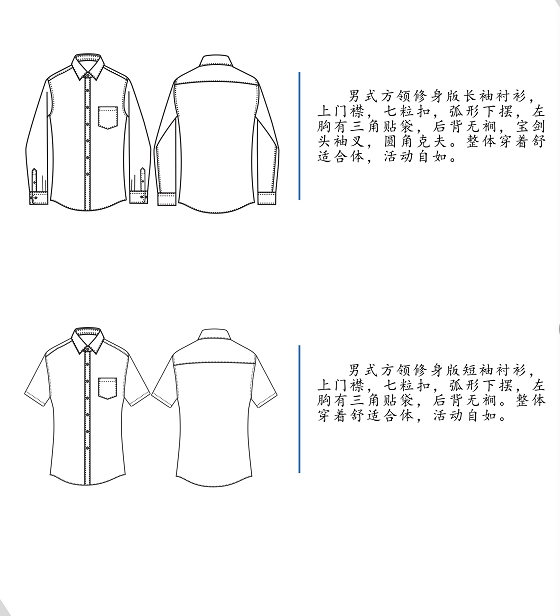 男式方领修身版长袖衬衫，
上门襟，七粒扣，弧形下摆，左
胸有三角贴袋，后背无裥，宝剑
头袖叉，圆角克夫。整体穿着舒
适合体，活动自如。
男式方领修身版短袖衬衫，
上门襟，七粒扣，弧形下摆，左
胸有三角贴袋，后背无裥。整体
穿着舒适合体，活动自如。